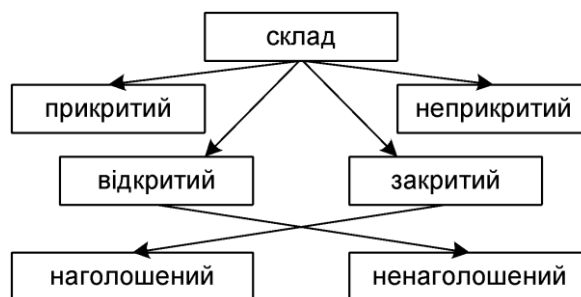 склад
прикритий
неприкритий
відкритий
закритий
наголошений
ненаголошений